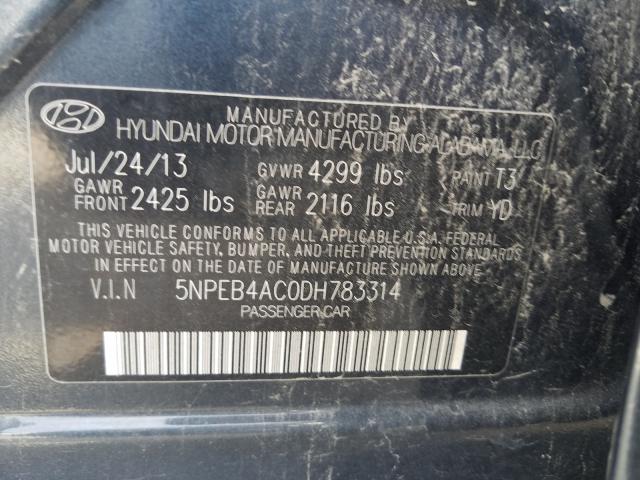 MANUFACTURED BY
HYUNDAI MOTOR MANUFACTURING ALABAMA, LLC
Jul/24/13 GVWR 4299 lbs PAINT T3
GAWR FRONT 2425 lbs GAWR REAR 2116 lbs TRIM YD
THIS VEHICLE CONFORMS TO ALL APPLICABLE U.S.A. FEDERAL
MOTOR VEHICLE SAFETY, BUMPER, AND THEFT PREVENTION STANDARDS
IN EFFECT ON THE DATE OF MANUFACTURE SHOWN ABOVE.
V.I.N 5NPEB4AC0DH783314
PASSENGER CAR